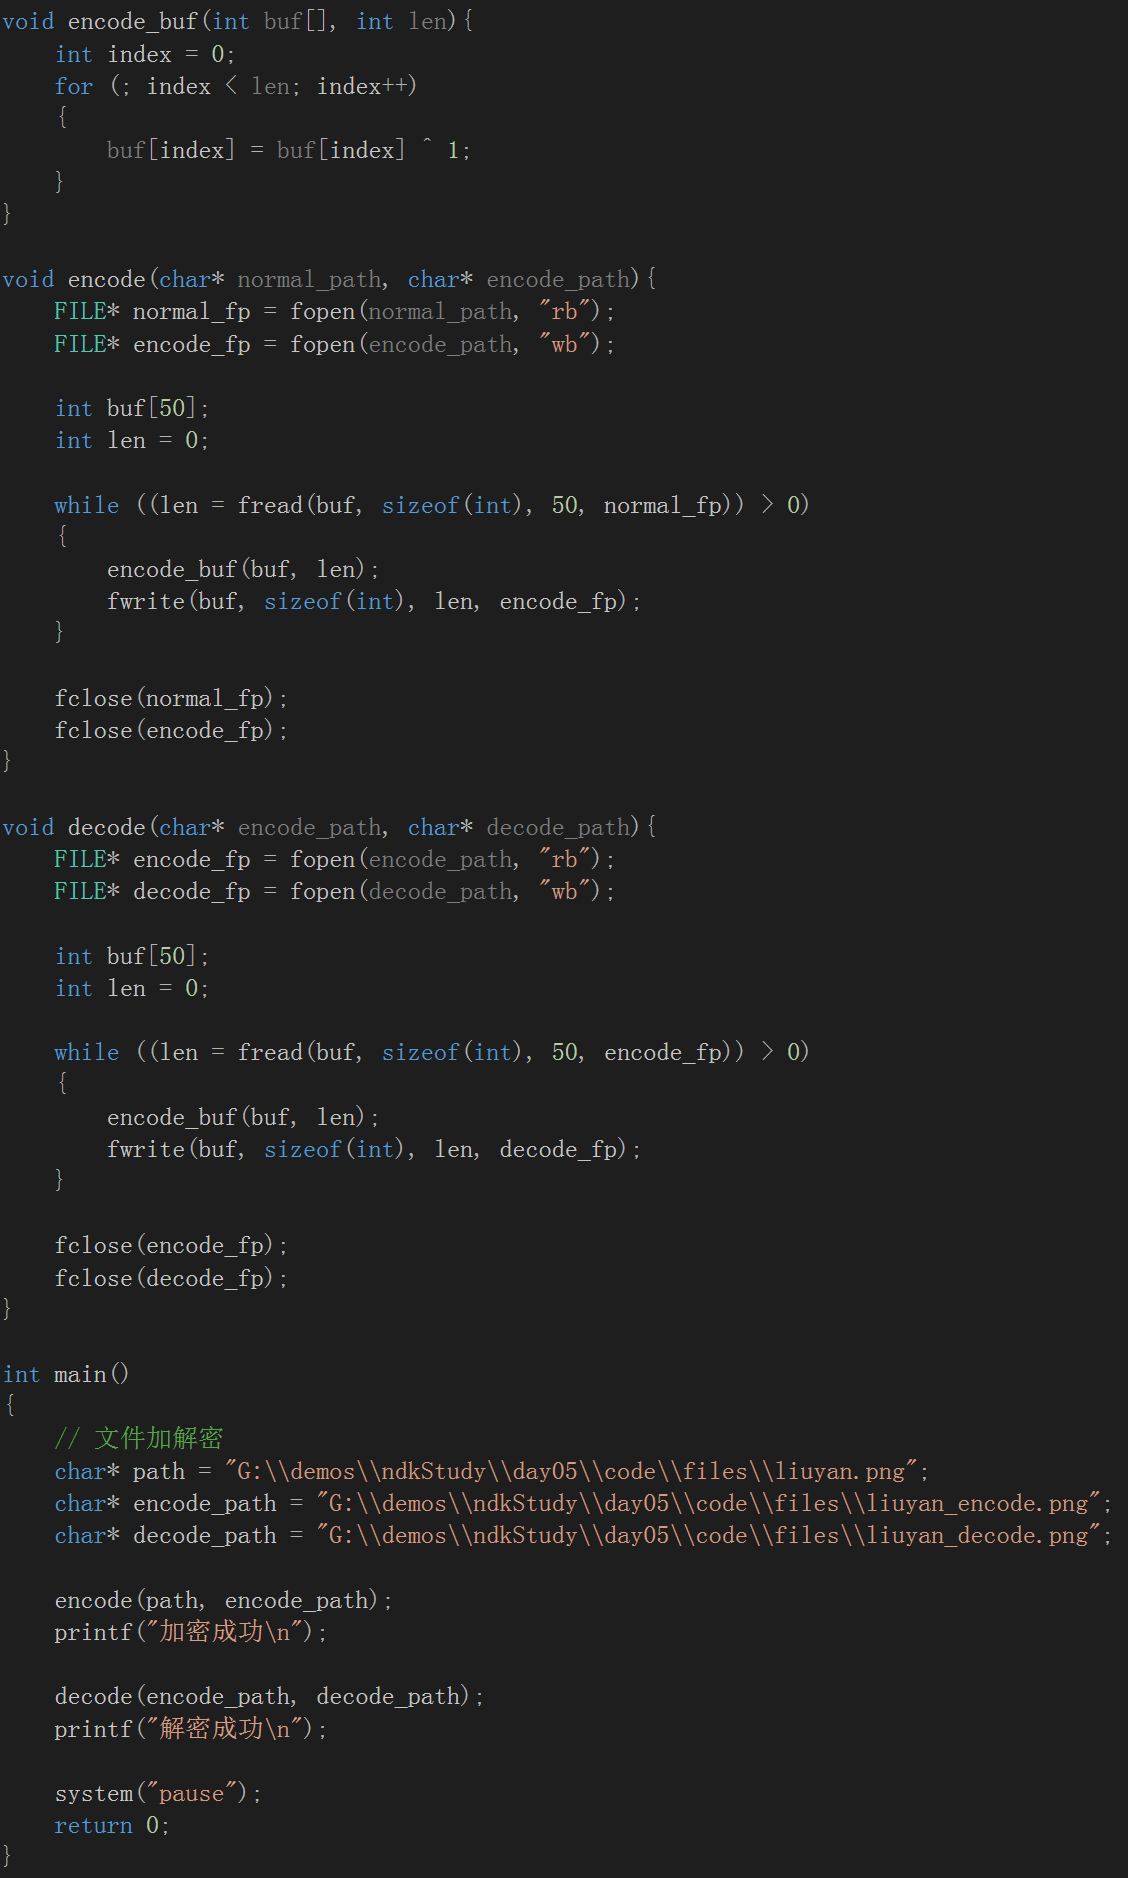 void encode_buf(int buf[], int len){
    int index = 0;
    for (; index < len; index++)
    {
        buf[index] = buf[index] ^ 1;
    }
}

void encode(char* normal_path, char* encode_path){
    FILE* normal_fp = fopen(normal_path, "rb");
    FILE* encode_fp = fopen(encode_path, "wb");

    int buf[50];
    int len = 0;

    while ((len = fread(buf, sizeof(int), 50, normal_fp)) > 0)
    {
        encode_buf(buf, len);
        fwrite(buf, sizeof(int), len, encode_fp);
    }

    fclose(normal_fp);
    fclose(encode_fp);
}

void decode(char* encode_path, char* decode_path){
    FILE* encode_fp = fopen(encode_path, "rb");
    FILE* decode_fp = fopen(decode_path, "wb");

    int buf[50];
    int len = 0;

    while ((len = fread(buf, sizeof(int), 50, encode_fp)) > 0)
    {
        encode_buf(buf, len);
        fwrite(buf, sizeof(int), len, decode_fp);
    }

    fclose(encode_fp);
    fclose(decode_fp);
}

int main()
{
    // 文件加解密
    char* path = "G:\\demos\\ndkStudy\\day05\\code\\files\\liuyan.png";
    char* encode_path = "G:\\demos\\ndkStudy\\day05\\code\\files\\liuyan_encode.png";
    char* decode_path = "G:\\demos\\ndkStudy\\day05\\code\\files\\liuyan_decode.png";

    encode(path, encode_path);
    printf("加密成功\n");

    decode(encode_path, decode_path);
    printf("解密成功\n");

    system("pause");
    return 0;
}